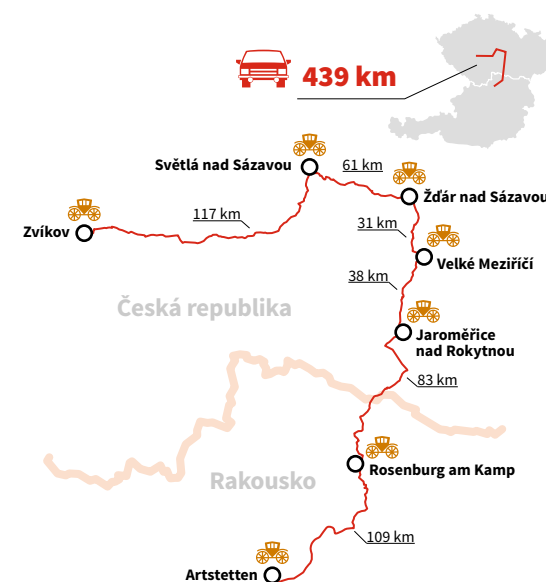 439 km
Světlá nad Sázavou
61 km
Žďár nad Sázavou
117 km
31 km
Zvíkov
Velké Meziříčí
38 km
Česká republika
Jaroměřice
nad Rokytnou
83 km
Rosenburg am Kamp
Rakousko
109 km
Artstetten